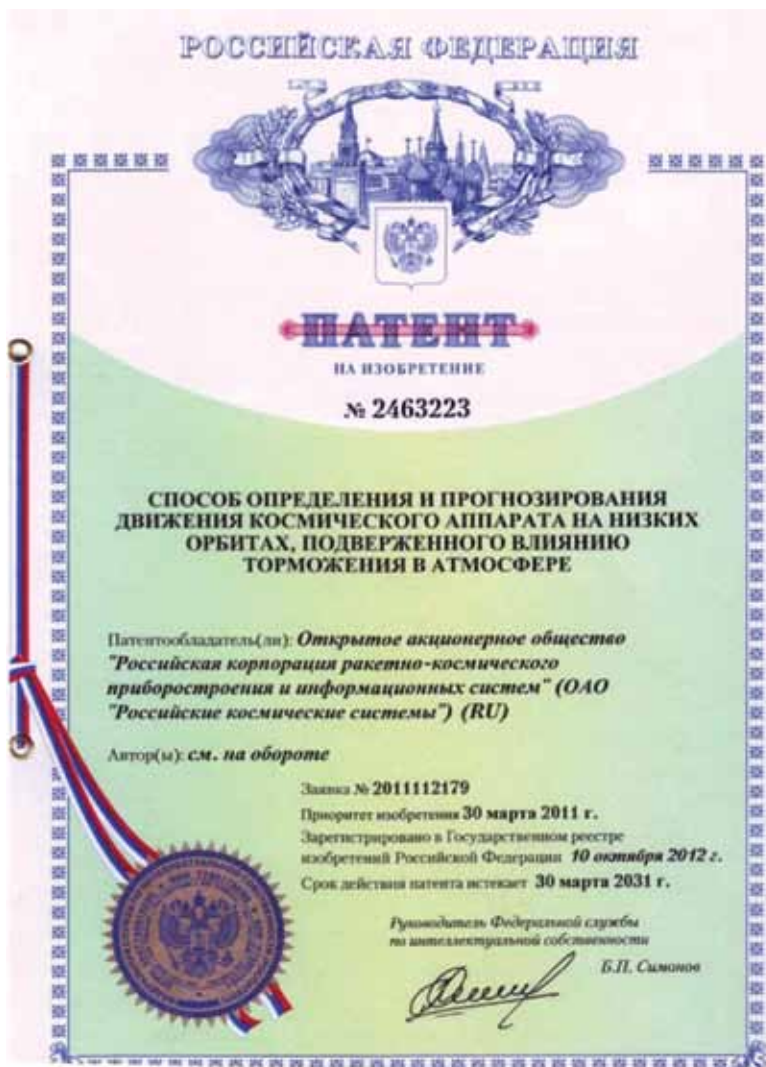 РОССИЙСКАЯ ФЕДЕРАЦИЯ
ПАТЕНТ
НА ИЗОБРЕТЕНИЕ
№ 2463223
СПОСОБ ОПРЕДЕЛЕНИЯ И ПРОГНОЗИРОВАНИЯ
ДВИЖЕНИЯ КОСМИЧЕСКОГО АППАРАТА НА НИЗКИХ
ОРБИТАХ, ПОДВЕРЖЕННОГО ВЛИЯНИЮ
ТОРМОЖЕНИЯ В АТМОСФЕРЕ
Патентообладатель(ли): Открытое акционерное общество
"Российская корпорация ракетно-космического
приборостроения и информационных систем" (ОАО
"Российские космические системы") (RU)
Автор(ы): см. на обороте
Заявка № 2011112179
Приоритет изобретения 30 марта 2011 г.
Зарегистрировано в Государственном реестре
изобретений Российской Федерации 10 октября 2012 г.
Срок действия патента истекает 30 марта 2031 г.
Руководитель Федеральной службы
по интеллектуальной собственности
Б.П. Симонов